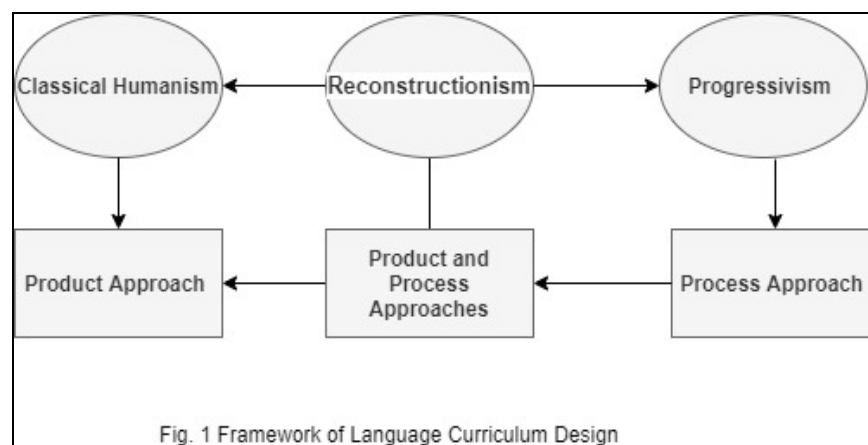 Classical Humanism
Reconstructionism
Progressivism
Product Approach
Product and
Process
Approaches
Process Approach
Fig. 1 Framework of Language Curriculum Design